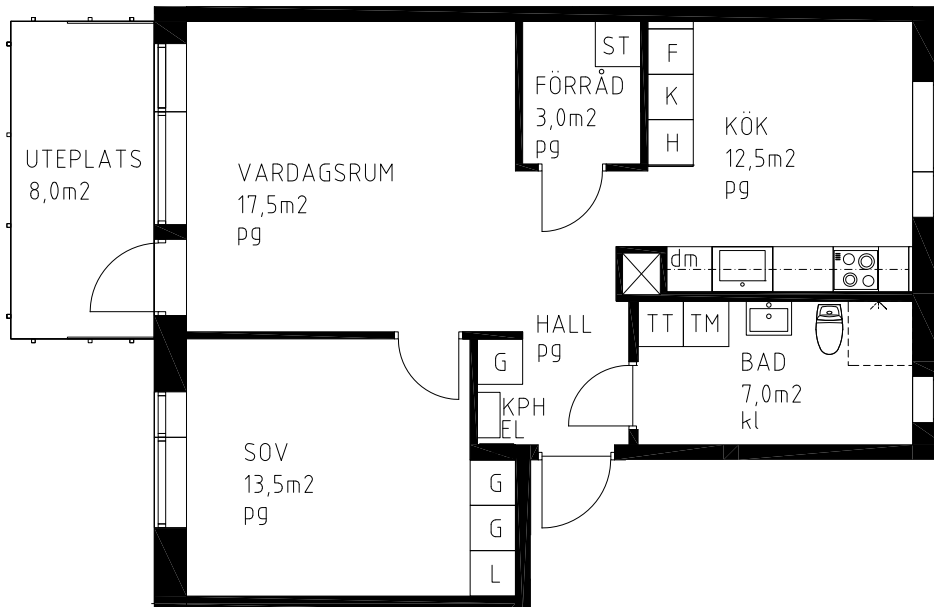 UTEPLATS
8,0m2
VARDAGSRUM
17,5m2
pg
ST
FÖRRÅD
3,0m2
pg
F
K
H
KÖK
12,5m2
pg
dm
HALL
pg
TT TM
BAD
7,0m2
kl
G
KPH
EL
SOV
13,5m2
pg
G
G
L